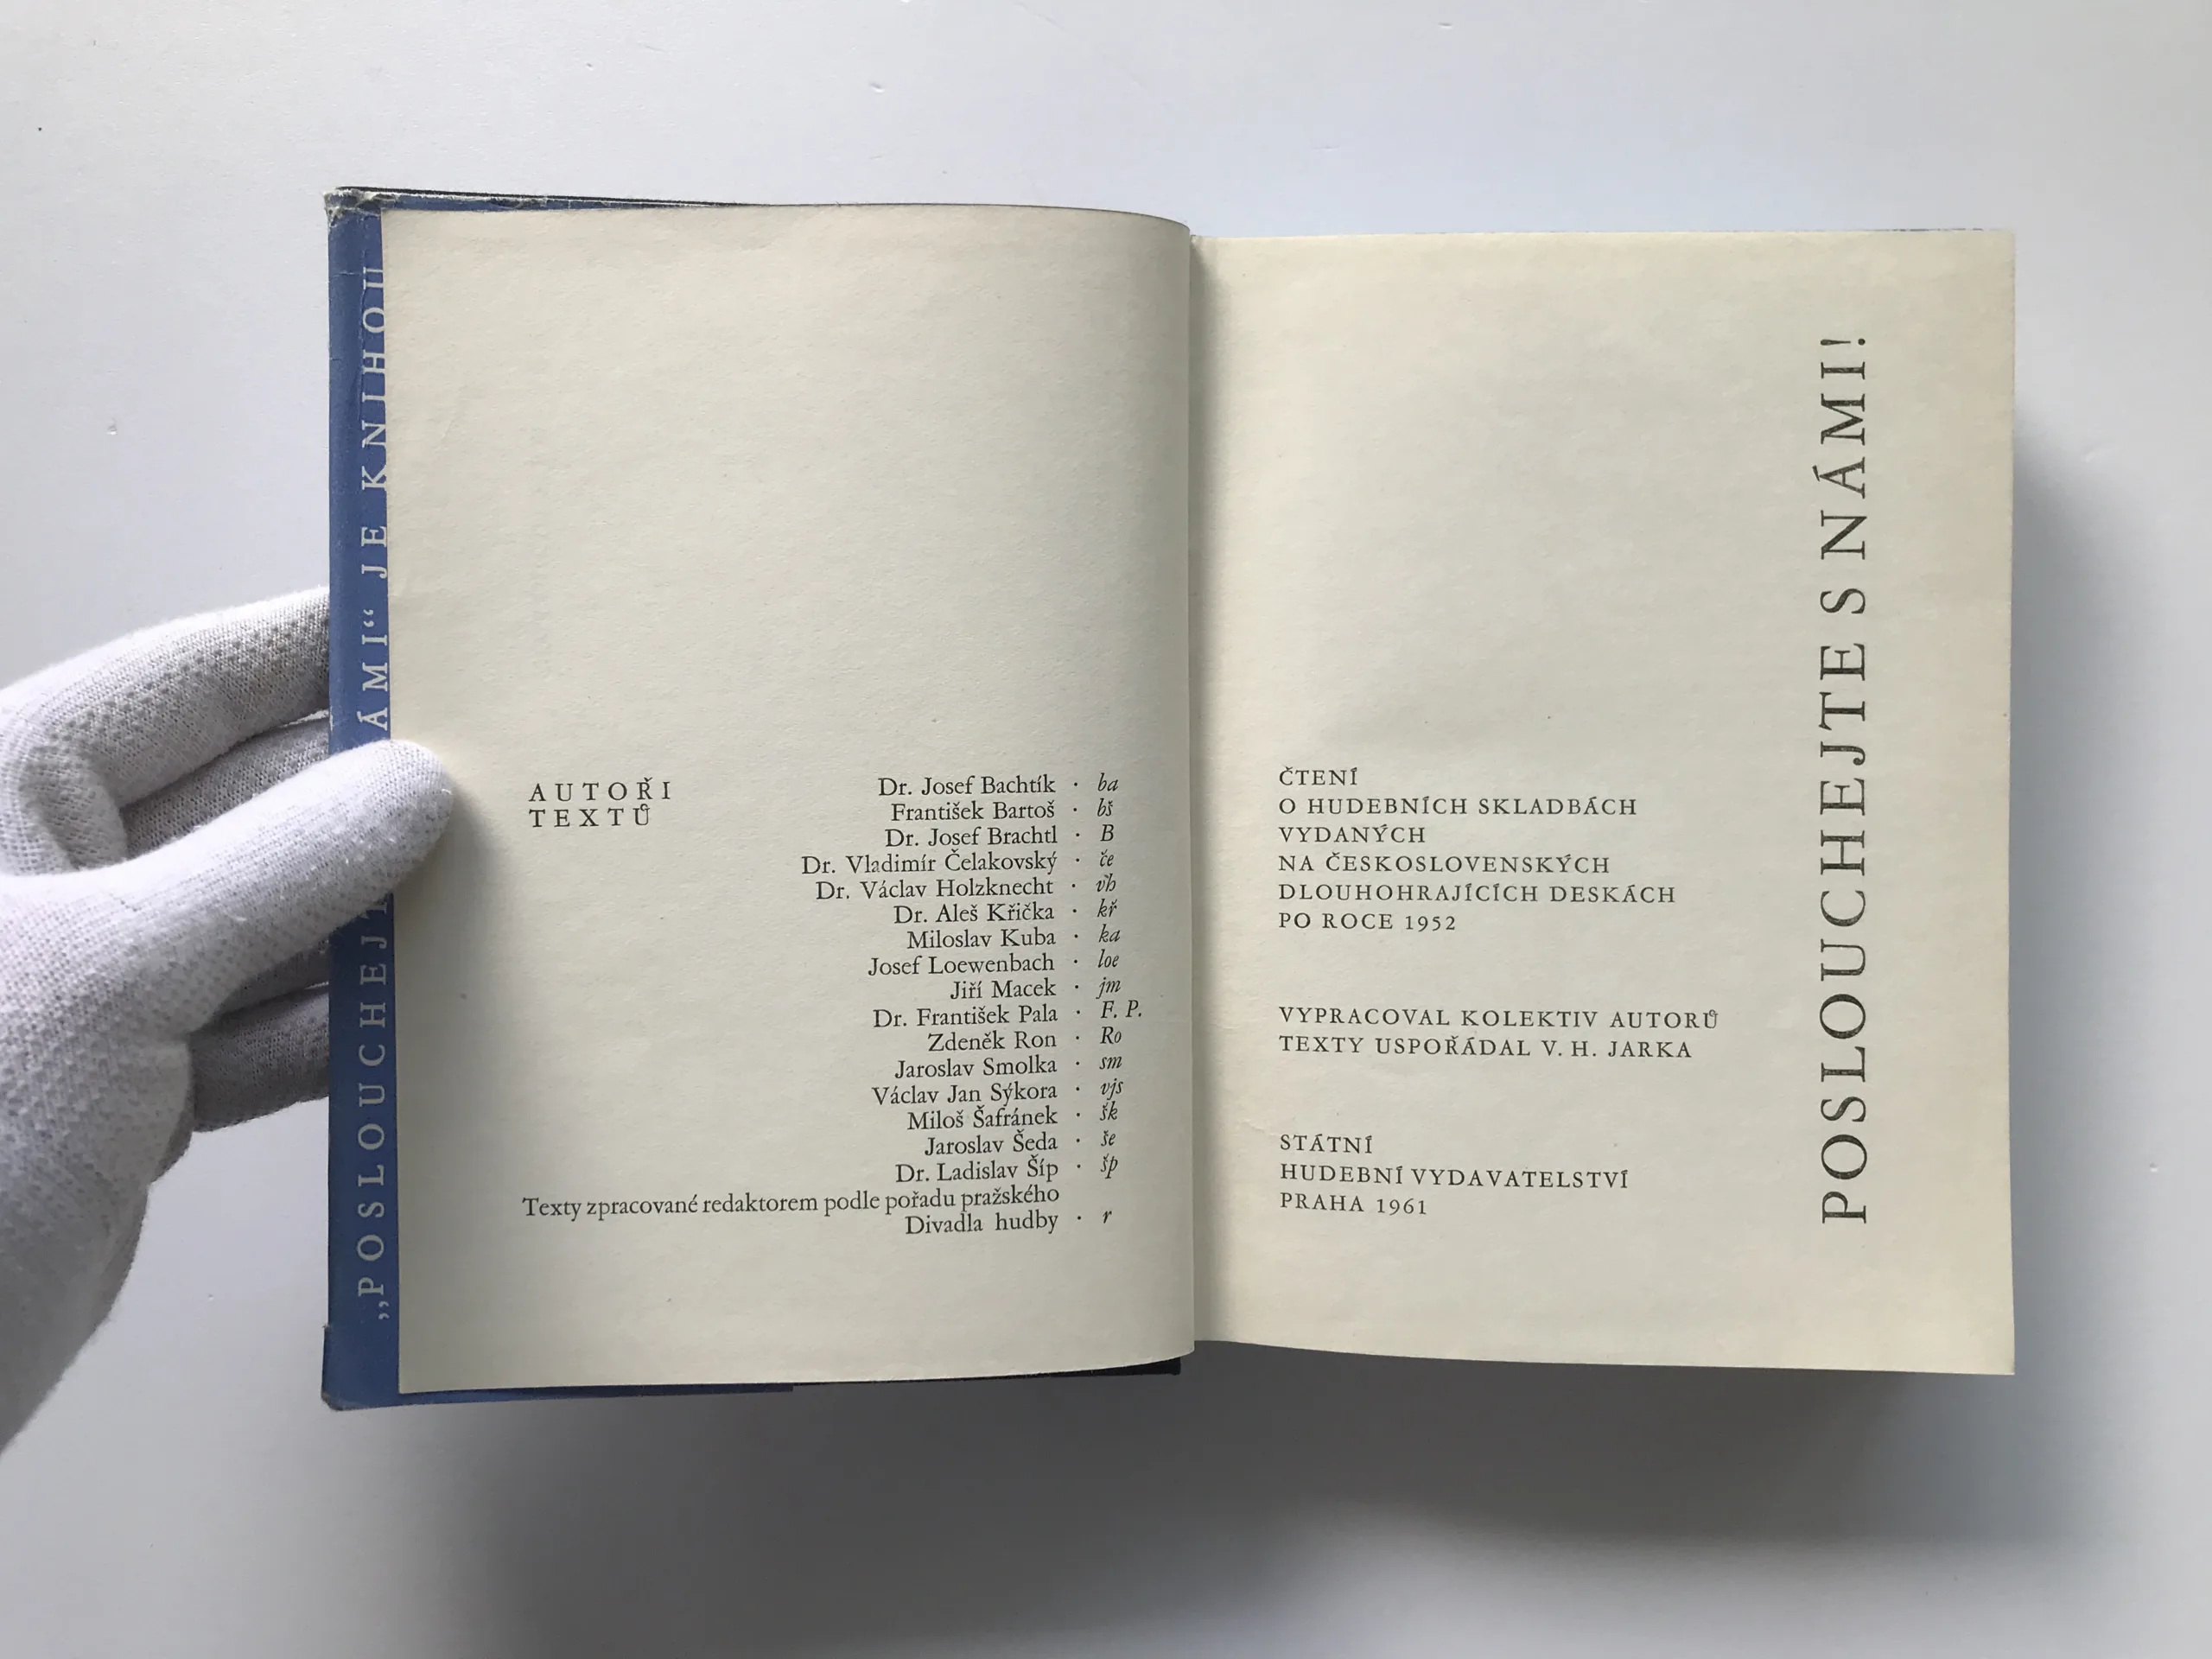 „POSLOUCHEJT ÁMI“ JE KNIHOU
AUTOŘI
TEXTŮ
Dr. Josef Bachtík · ba
František Bartoš · bš
Dr. Josef Brachtl · B
Dr. Vladimír Čelakovský · če
Dr. Václav Holzknecht · vh
Dr. Aleš Křička · kř
Miloslav Kuba · ka
Josef Loewenbach · loe
Jiří Macek · jm
Dr. František Pala · F. P.
Zdeněk Ron · Ro
Jaroslav Smolka · sm
Václav Jan Sýkora · vjs
Miloš Šafránek · šk
Jaroslav Šeda · še
Dr. Ladislav Šíp · šp
Texty zpracované redaktorem podle pořadu pražského
Divadla hudby · r
ČTENÍ
O HUDEBNÍCH SKLADBÁCH
VYDANÝCH
NA ČESKOSLOVENSKÝCH
DLOUHOHRAJÍCÍCH DESKÁCH
PO ROCE 1952
VYPRACOVAL KOLEKTIV AUTORŮ
TEXTY USPOŘÁDAL V. H. JARKA
STÁTNÍ
HUDEBNÍ VYDAVATELSTVÍ
PRAHA 1961
POSLOUCHEJTE S NÁMI!